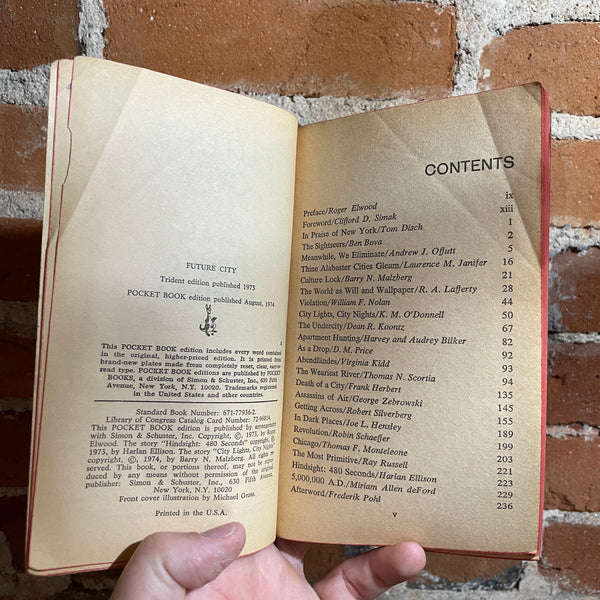 FUTURE CITY
Trident edition published 1973
POCKET BOOK edition published August, 1974
This POCKET BOOK edition includes every word contained
in the original, higher-priced edition. It is printed from
brand-new plates made from completely reset, clear, easy-to-
read type. POCKET BOOK editions are published by POCKET
BOOKS, a division of Simon & Schuster, Inc., 630 Fifth
Avenue, New York, N.Y. 10020. Trademarks registered
in the United States and other countries.
Standard Book Number: 671-77936-2.
Library of Congress Catalog Card Number: 72-96814.
This POCKET BOOK edition is published by arrangement
with Simon & Schuster, Inc. Copyright, ©, 1973, by Roger
Elwood. The story "Hindsight: 480 Seconds" copyright, ©,
1973, by Harlan Ellison. The story "City Lights, City Nights"
copyright, ©, 1974, by Barry N. Malzberg. All rights re-
served. This book, or portions thereof, may not be repro-
duced by any means without permission of the original
publisher: Simon & Schuster, Inc., 630 Fifth Avenue,
New York, N.Y. 10020
Front cover illustration by Michael Gross.
Printed in the U.S.A.
CONTENTS
Preface/Roger Elwood ix
Foreword/Clifford D. Simak xiii
In Praise of New York/Tom Disch 1
The Sightseers/Ben Bova 2
Meanwhile, We Eliminate/Andrew J. Offutt 5
Thine Alabaster Cities Gleam/Laurence M. Janifer 16
Culture Lock/Barry N. Malzberg 21
The World as Will and Wallpaper/R. A. Lafferty 28
Violation/William F. Nolan 44
City Lights, City Nights/K. M. O'Donnell 50
The Undercity/Dean R. Koontz 82
Apartment Hunting/Harvey and Audrey Bilker 92
As a Drop/D. M. Price 93
Abendländes/Virginia Kidd 94
The Weariest River/Thomas N. Scortia
Death of a City/Frank Herbert 135
Assassins of Air/George Zebrowski 145
Getting Across/Robert Silverberg 155
In Dark Places/Joe L. Hensley 189
Revolution/Robin Schaeffer 199
Chicago/Thomas F. Monteleone 203
The Most Primitive/Ray Russell 221
Hindsight: 480 Seconds/Harlan Ellison 223
5,000,000 A.D./Miriam Allen deFord 229
Afterword/Frederik Pohl 236
v